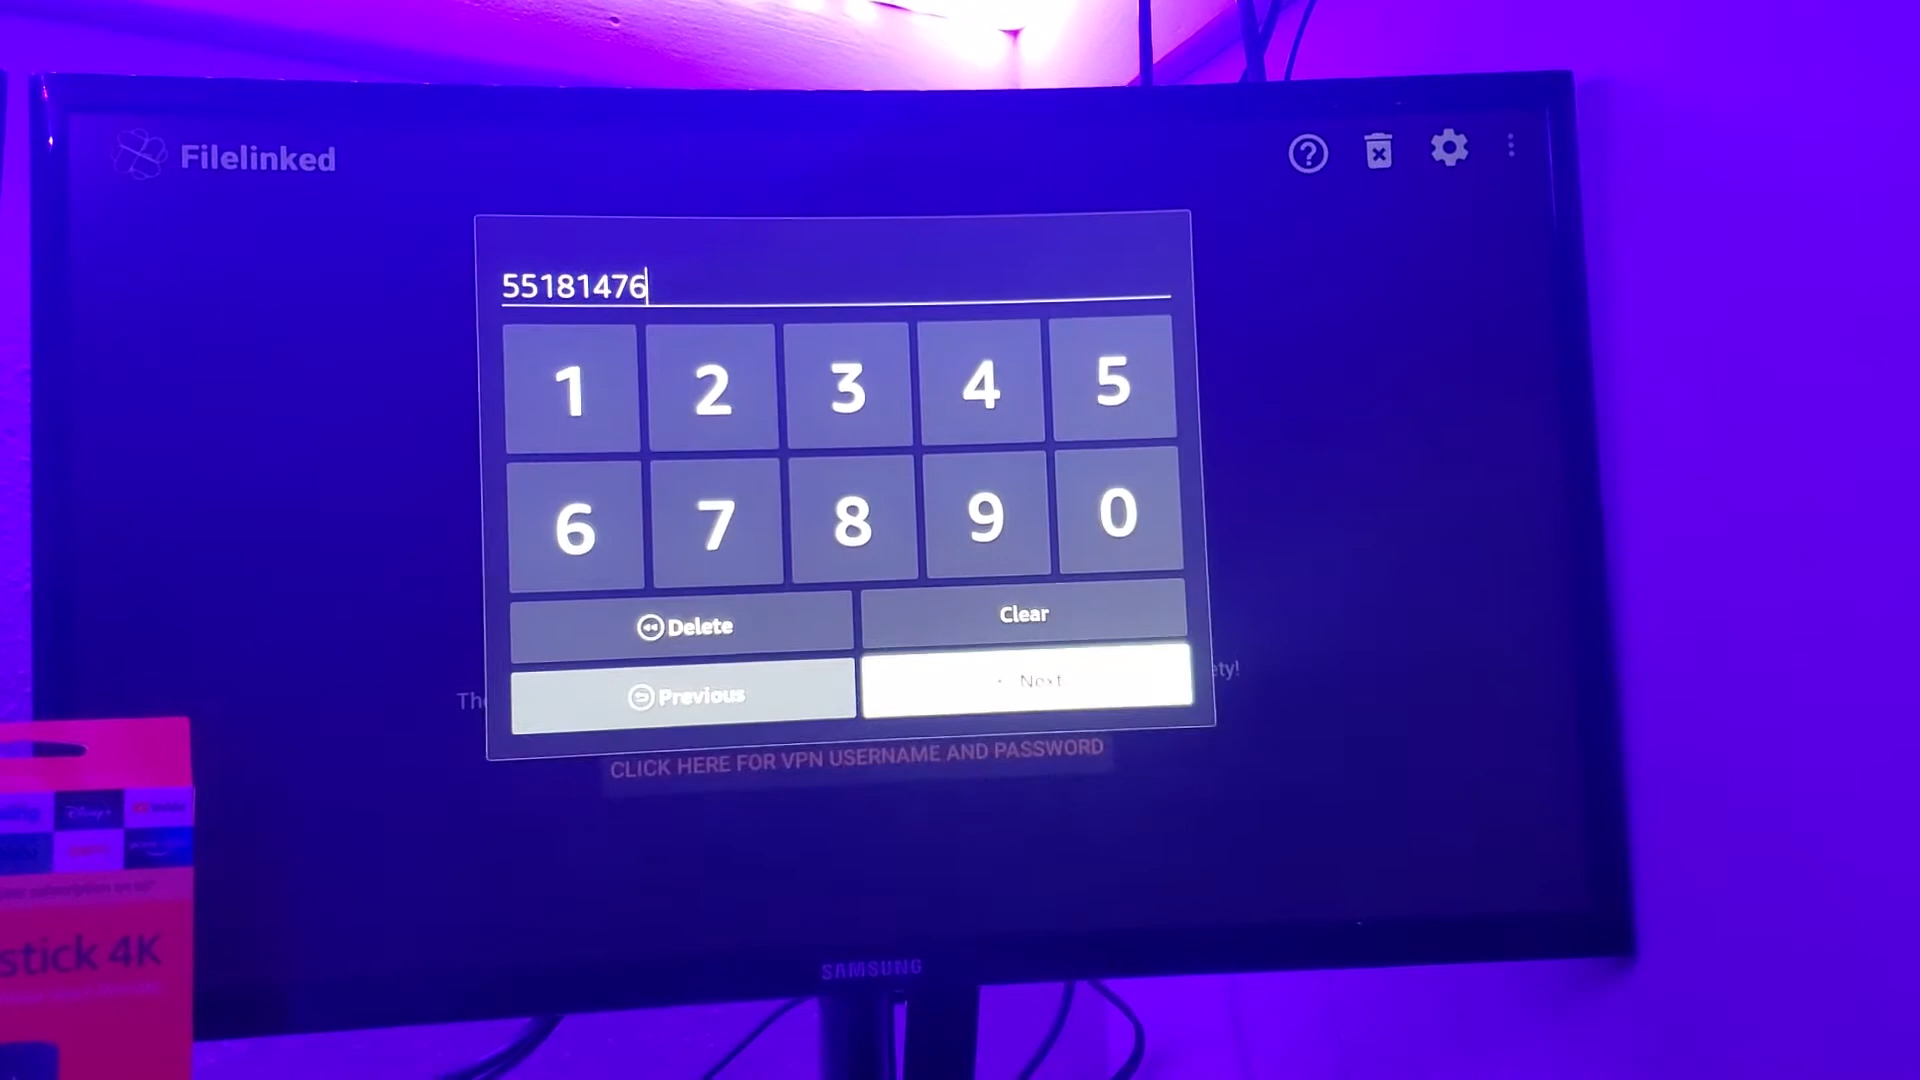 Filelinked
55181476
1 2 3 4 5
6 7 8 9 0
Delete Clear
Previous Next
CLICK HERE FOR VPN USERNAME AND PASSWORD
Disney+
stick 4K
SAMSUNG